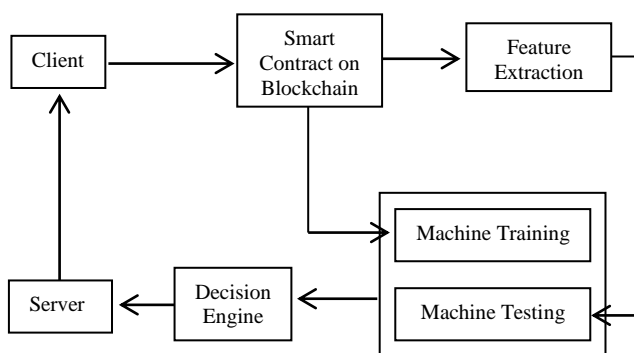 Client
Smart
Contract on
Blockchain
Feature
Extraction
Machine Training
Server
Decision
Engine
Machine Testing